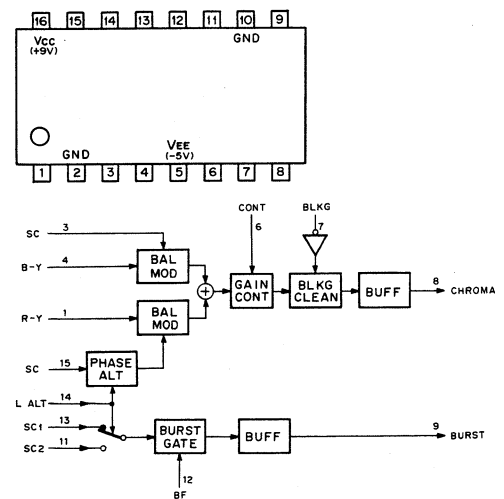 16 15 14 13 12 11 10 9
VCC GND
(+9V)
VEE
GND (-5V)
1 2 3 4 5 6 7 8
CONT BLKG
SC 3 6 7
B-Y 4 BAL MOD
+ GAIN CONT BLKG CLEAN BUFF 8 CHROMA
R-Y 1 BAL MOD
SC 15 PHASE ALT
L ALT 14
SC1 13 BURST GATE BUFF 9 BURST
SC2 11
12
BF